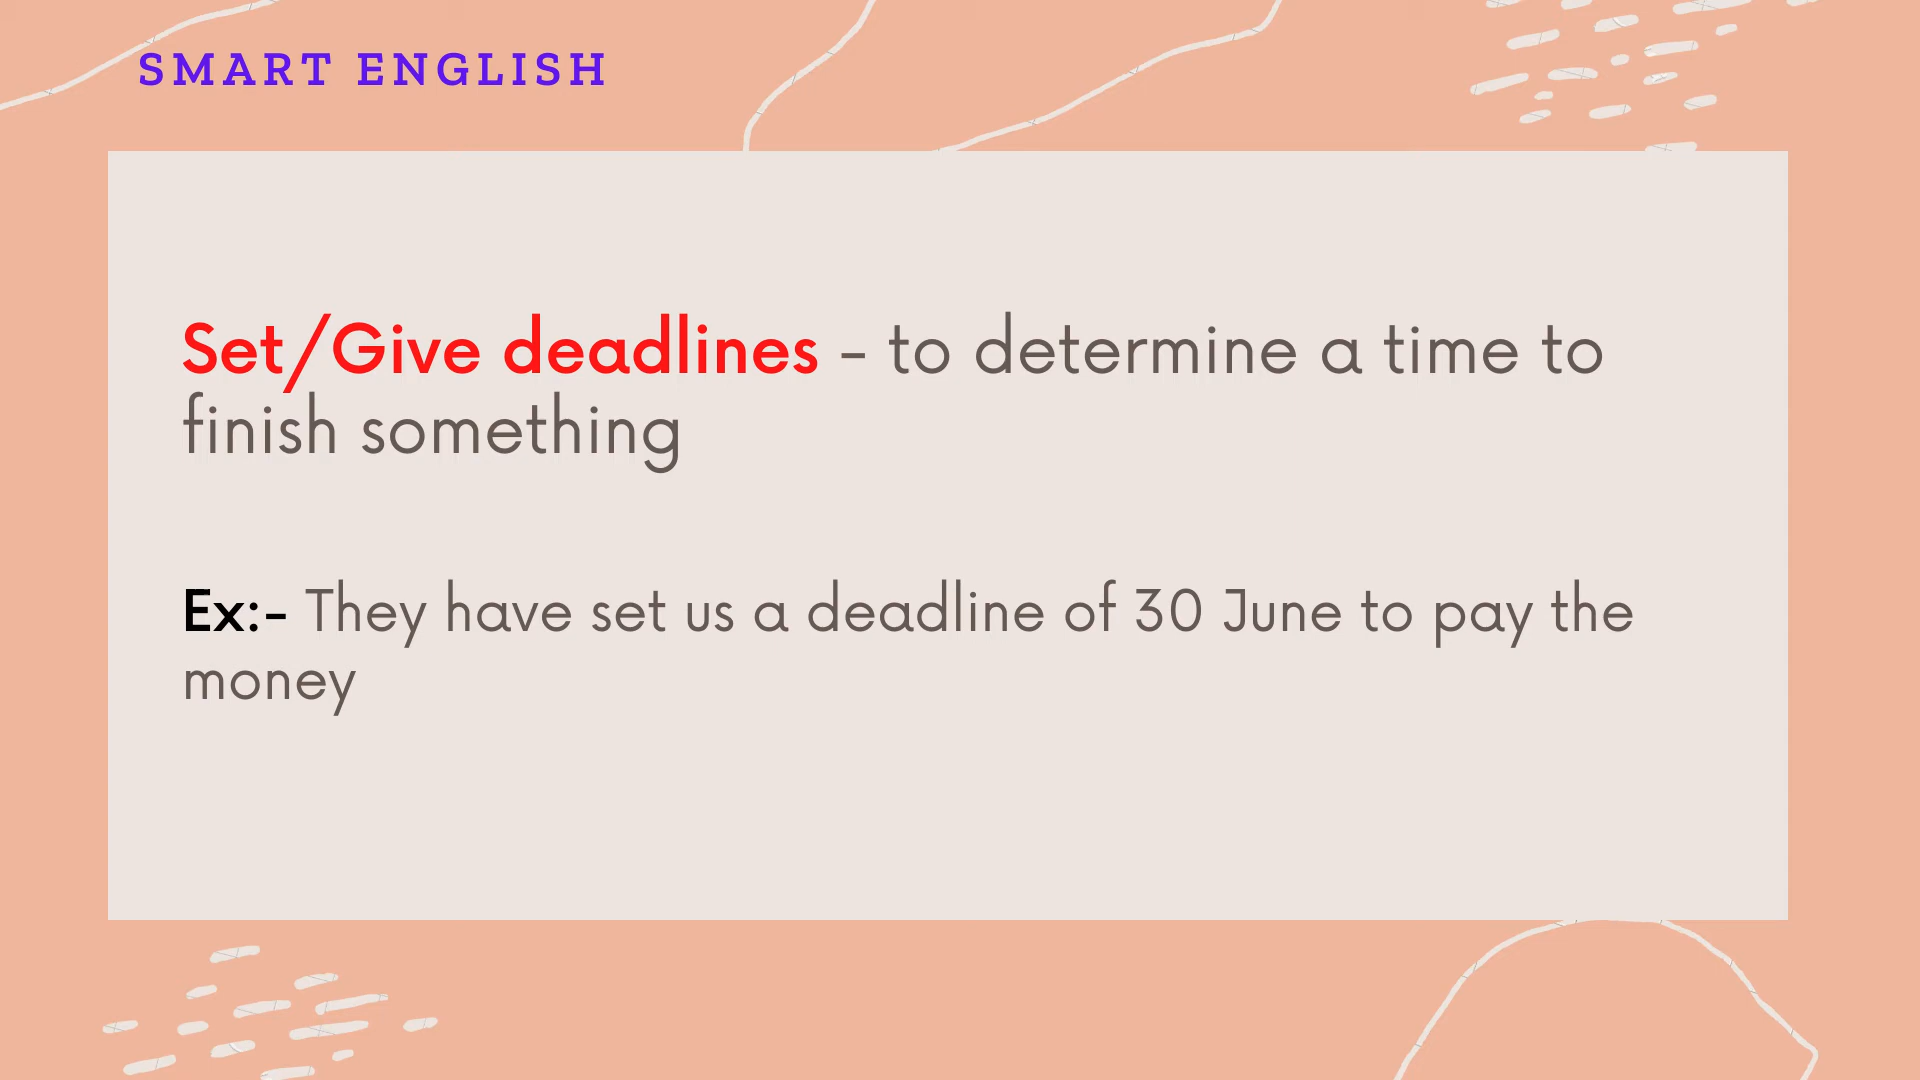 SMART ENGLISH
Set/Give deadlines - to determine a time to
finish something
Ex:- They have set us a deadline of 30 June to pay the
money